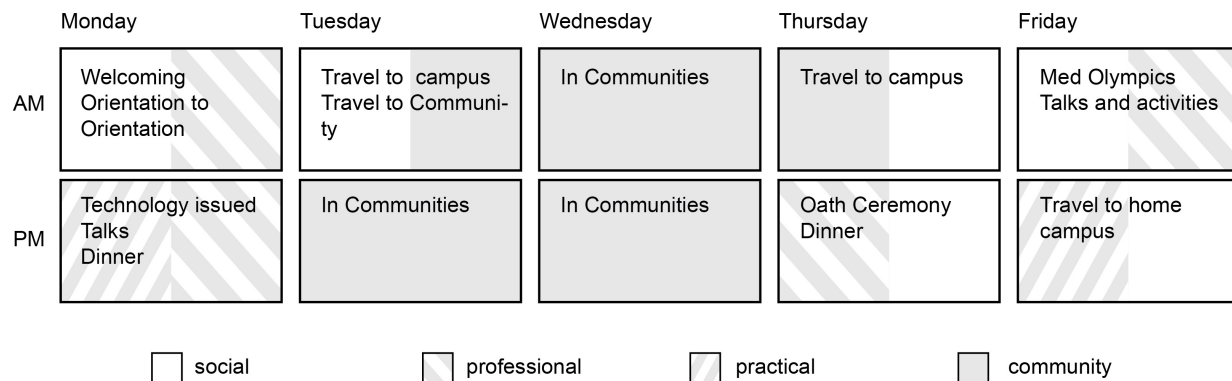 Monday
Tuesday
Wednesday
Thursday
Friday
AM
Welcoming
Orientation to
Orientation
Travel to campus
Travel to Communi-
ty
In Communities
Travel to campus
Med Olympics
Talks and activities
PM
Technology issued
Talks
Dinner
In Communities
In Communities
Oath Ceremony
Dinner
Travel to home
campus
social
professional
practical
community